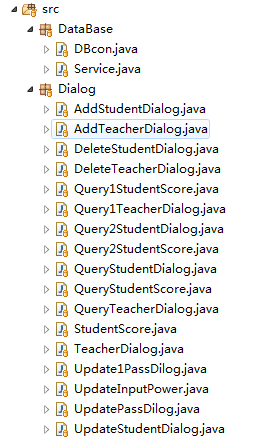 src
DataBase
DBcon.java
Service.java
Dialog
AddStudentDialog.java
AddTeacherDialog.java
DeleteStudentDialog.java
DeleteTeacherDialog.java
Query1StudentScore.java
Query1TeacherDialog.java
Query2StudentDialog.java
Query2StudentScore.java
QueryStudentDialog.java
QueryStudentScore.java
QueryTeacherDialog.java
StudentScore.java
TeacherDialog.java
Update1PassDilog.java
UpdateInputPower.java
UpdatePassDilog.java
UpdateStudentDialog.java